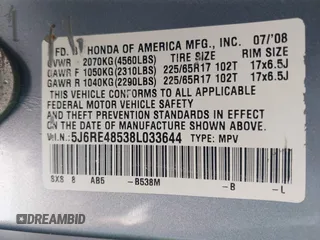 MFD. BY HONDA OF AMERICA MFG., INC. 07/'08
GVWR 2070KG(4560LBS) TIRE SIZE RIM SIZE
GAWR F 1050KG(2310LBS) 225/65R17 102T 17x6.5J
GAWR R 1040KG(2290LBS) 225/65R17 102T 17x6.5J
THIS VEHICLE CONFORMS TO ALL APPLICABLE FEDERAL MOTOR VEHICLE SAFETY, BUMPER, AND THEFT PREVENTION STANDARDS IN EFFECT ON THE DATE OF MANUFACTURE SHOWN ABOVE.
V.I.N.: 5J6RE48538L033644 TYPE: MPV
SXS 8 AB5 -B538M -B -L
DREAMBID